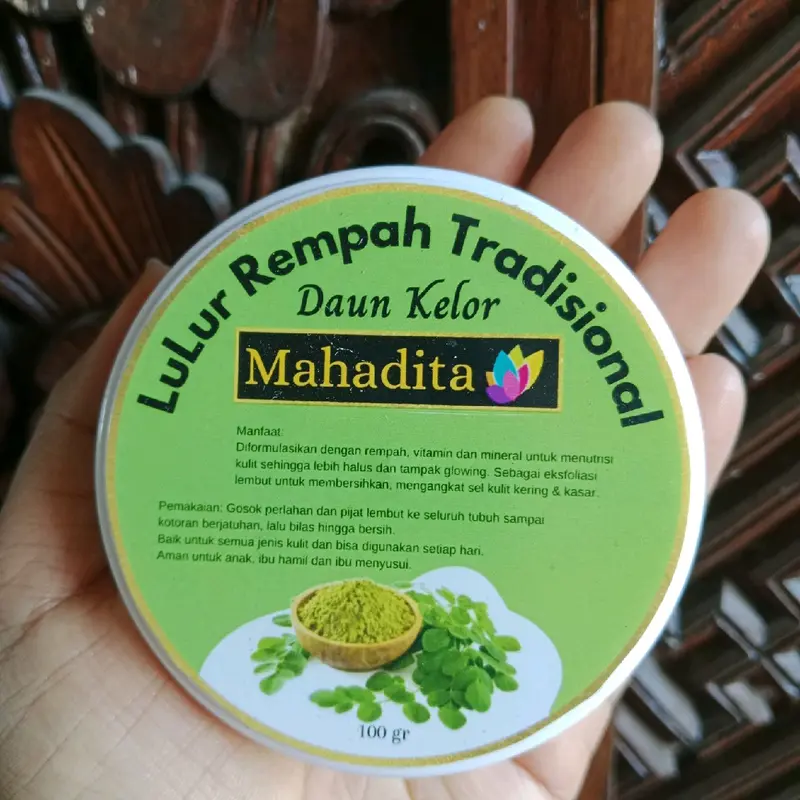 LuLur Rempah Tradisional
Daun Kelor
Mahadita
Manfaat:
Diformulasikan dengan rempah, vitamin dan mineral untuk menutrisi
kulit sehingga lebih halus dan tampak glowing. Sebagai eksfoliasi
lembut untuk membersihkan, mengangkat sel kulit kering & kasar.
Pemakaian: Gosok perlahan dan pijat lembut ke seluruh tubuh sampai
kotoran berjatuhan, lalu bilas hingga bersih.
Baik untuk semua jenis kulit dan bisa digunakan setiap hari.
Aman untuk anak, ibu hamil dan ibu menyusui.
100 gr